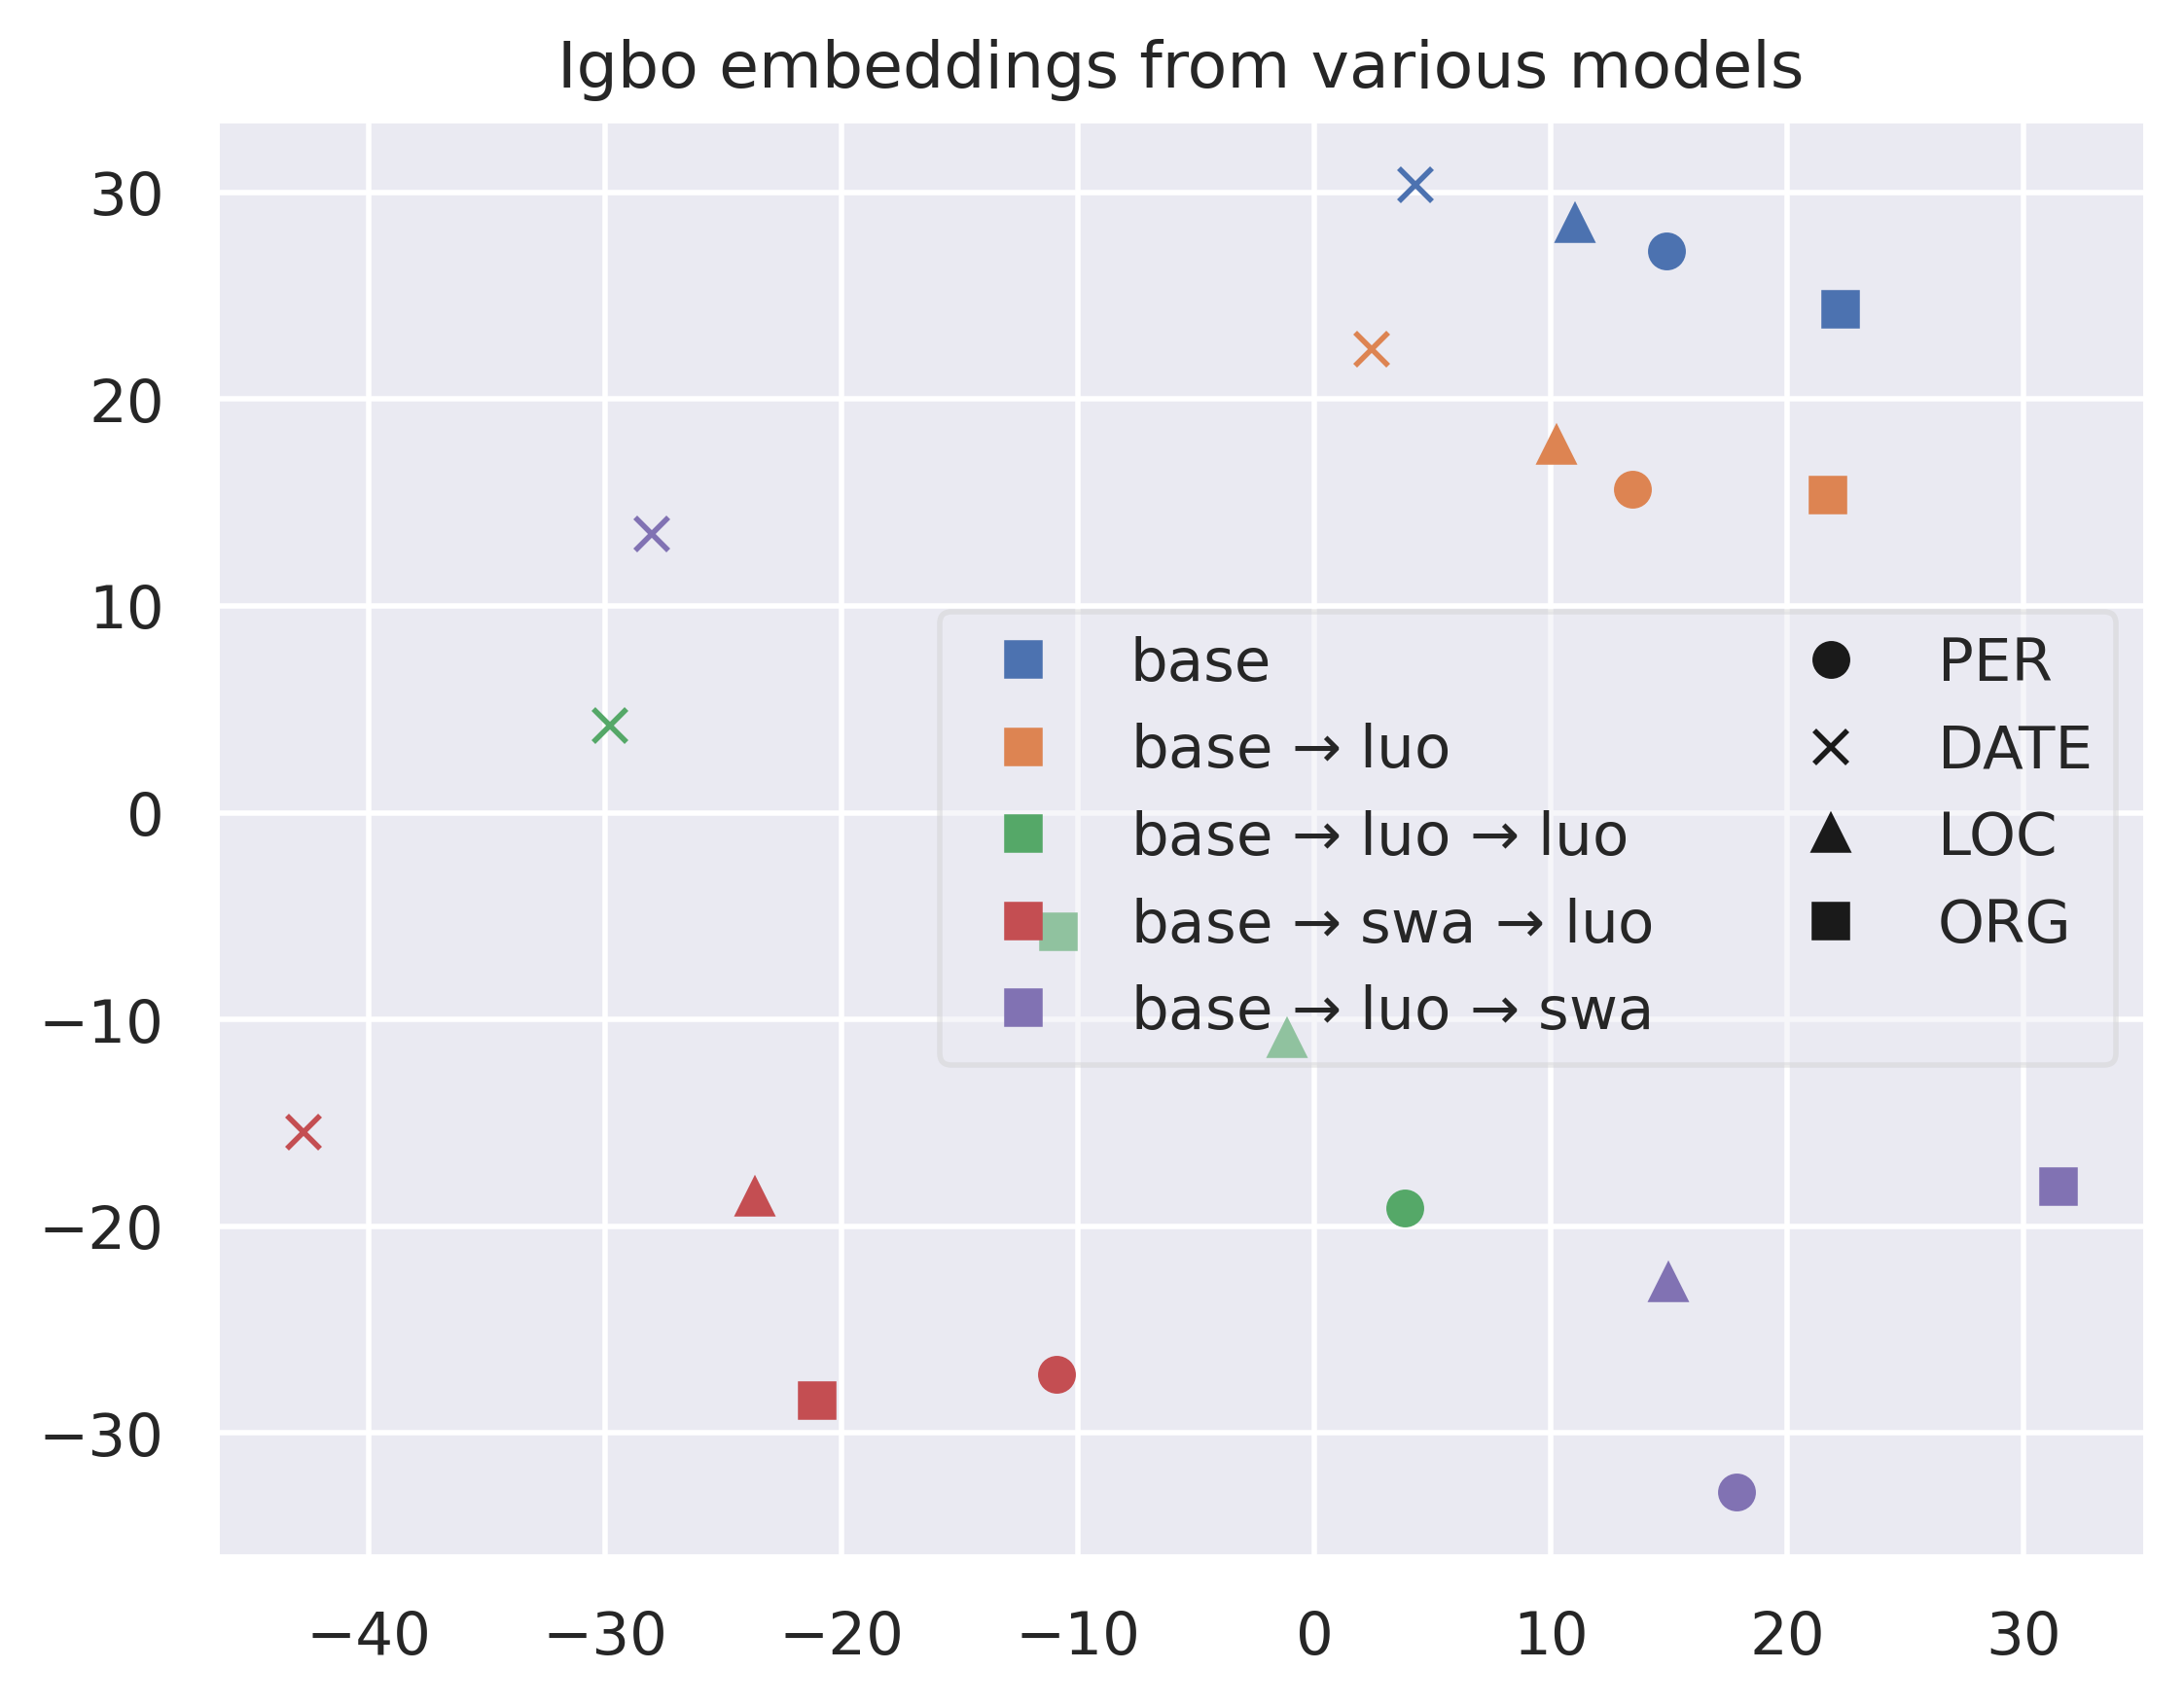 Igbo embeddings from various models
30
20
10
0
−10
−20
−30
base
base → luo
base → luo → luo
base → swa → luo
base → luo → swa
PER
DATE
LOC
ORG
−40 −30 −20 −10 0 10 20 30